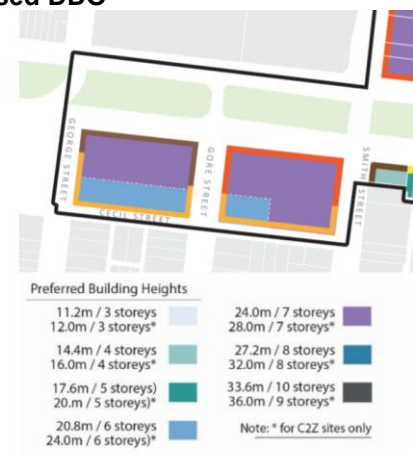 sed DDO
GEORGE STREET
GORE STREET
SMITH STREET
CECIL STREET
Preferred Building Heights
11.2m / 3 storeys
12.0m / 3 storeys*
14.4m / 4 storeys
16.0m / 4 storeys*
17.6m / 5 storeys)
20.m / 5 storeys)*
20.8m / 6 storeys
24.0m / 6 storeys)*
24.0m / 7 storeys
28.0m / 7 storeys*
27.2m / 8 storeys
32.0m / 8 storeys*
33.6m / 10 storeys
36.0m / 9 storeys*
Note: * for C2Z sites only